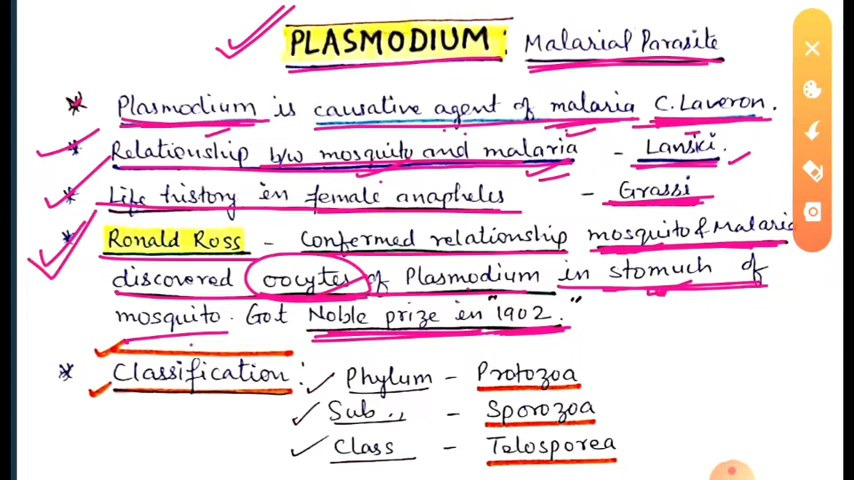 PLASMODIUM: Malarial Parasite
* Plasmodium is causative agent of malaria C. Laveron.
* Relationship b/w mosquito and malaria - Lanski.
* Life history in female anapheles - Grassi
* Ronald Ross - Confermed relationship mosquito & Malaria
discovered oocytes of Plasmodium in stomuch of
mosquito. Got Noble prize in "1902."
* Classification: Phylum - Protozoa
Sub ,, - Sporozoa
Class - Telosporea